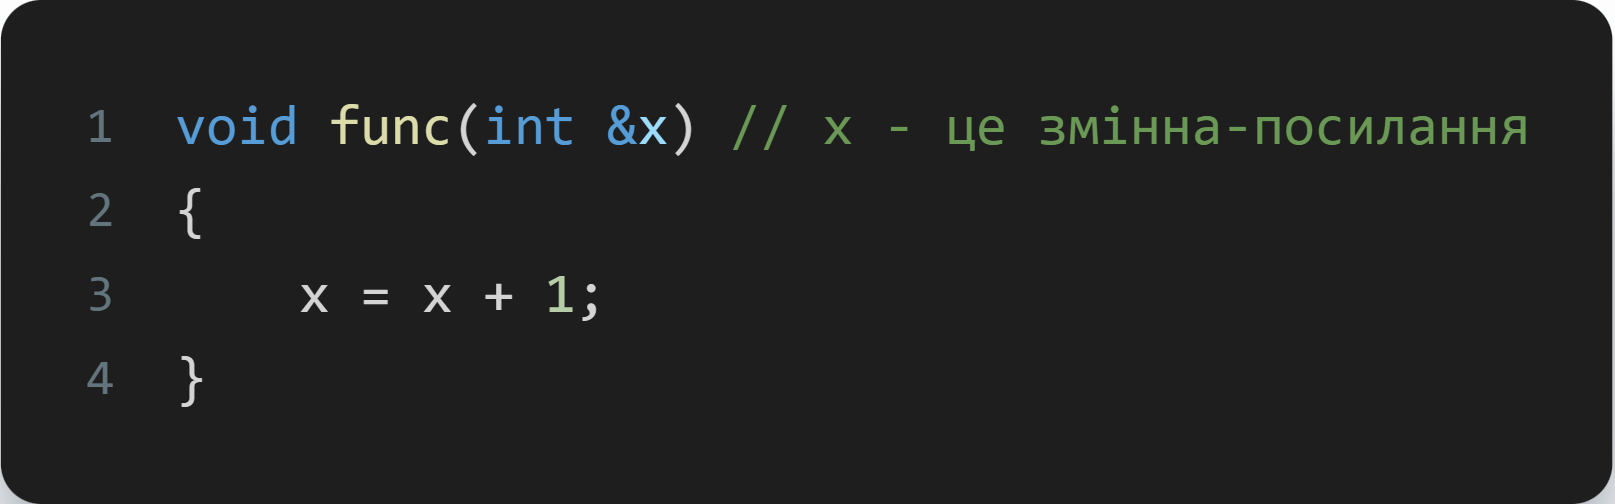 1 void func(int &x) // x - це змінна-посилання
2 {
3     x = x + 1;
4 }